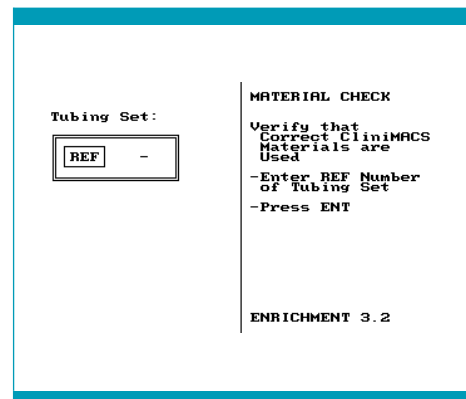 Tubing Set:
REF -
MATERIAL CHECK
Verify that
Correct CliniMACS
Materials are
Used
-Enter REF Number
of Tubing Set
-Press ENT
ENRICHMENT 3.2